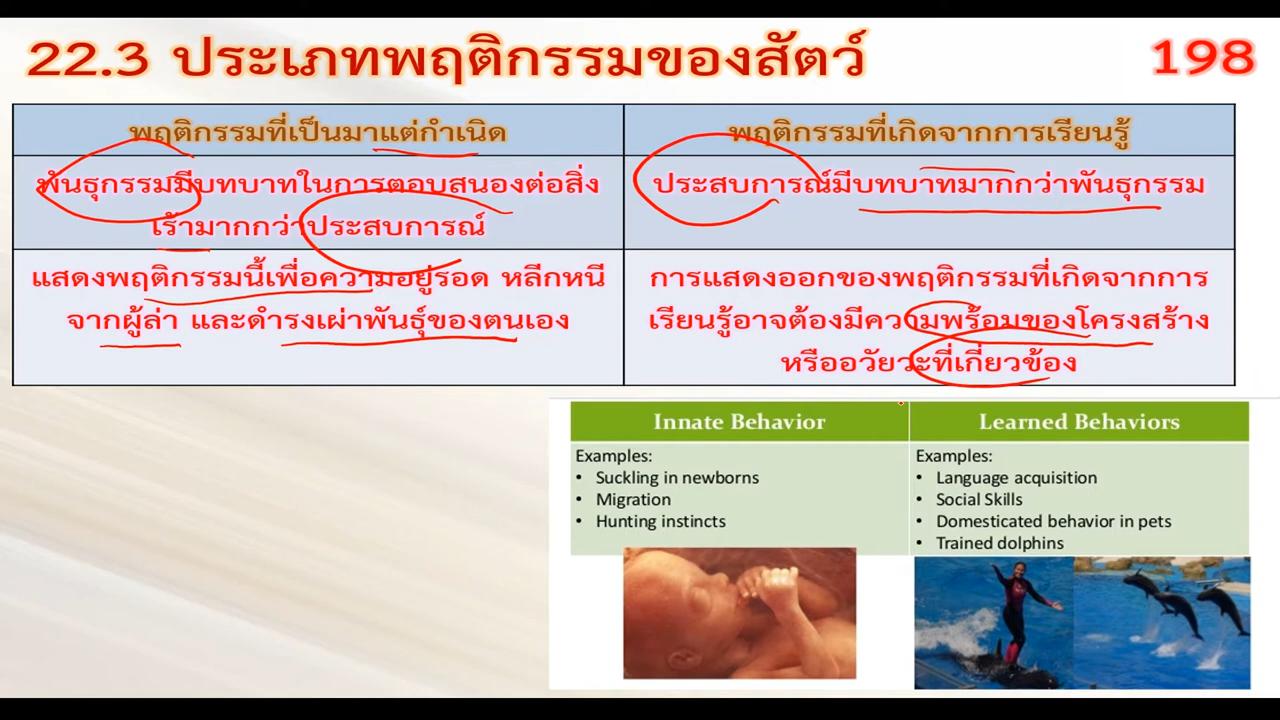 22.3 ประเภทพฤติกรรมของสัตว์
198
พฤติกรรมที่เป็นมาแต่กำเนิด
พฤติกรรมที่เกิดจากการเรียนรู้
พันธุกรรมมีบทบาทในการตอบสนองต่อสิ่ง
เร้ามากกว่าประสบการณ์
ประสบการณ์มีบทบาทมากกว่าพันธุกรรม
แสดงพฤติกรรมนี้เพื่อความอยู่รอด หลีกหนี
จากผู้ล่า และดำรงเผ่าพันธุ์ของตนเอง
การแสดงออกของพฤติกรรมที่เกิดจากการ
เรียนรู้อาจต้องมีความพร้อมของโครงสร้าง
หรืออวัยวะที่เกี่ยวข้อง
Innate Behavior
Examples:
• Suckling in newborns
• Migration
• Hunting instincts
Learned Behaviors
Examples:
• Language acquisition
• Social Skills
• Domesticated behavior in pets
• Trained dolphins